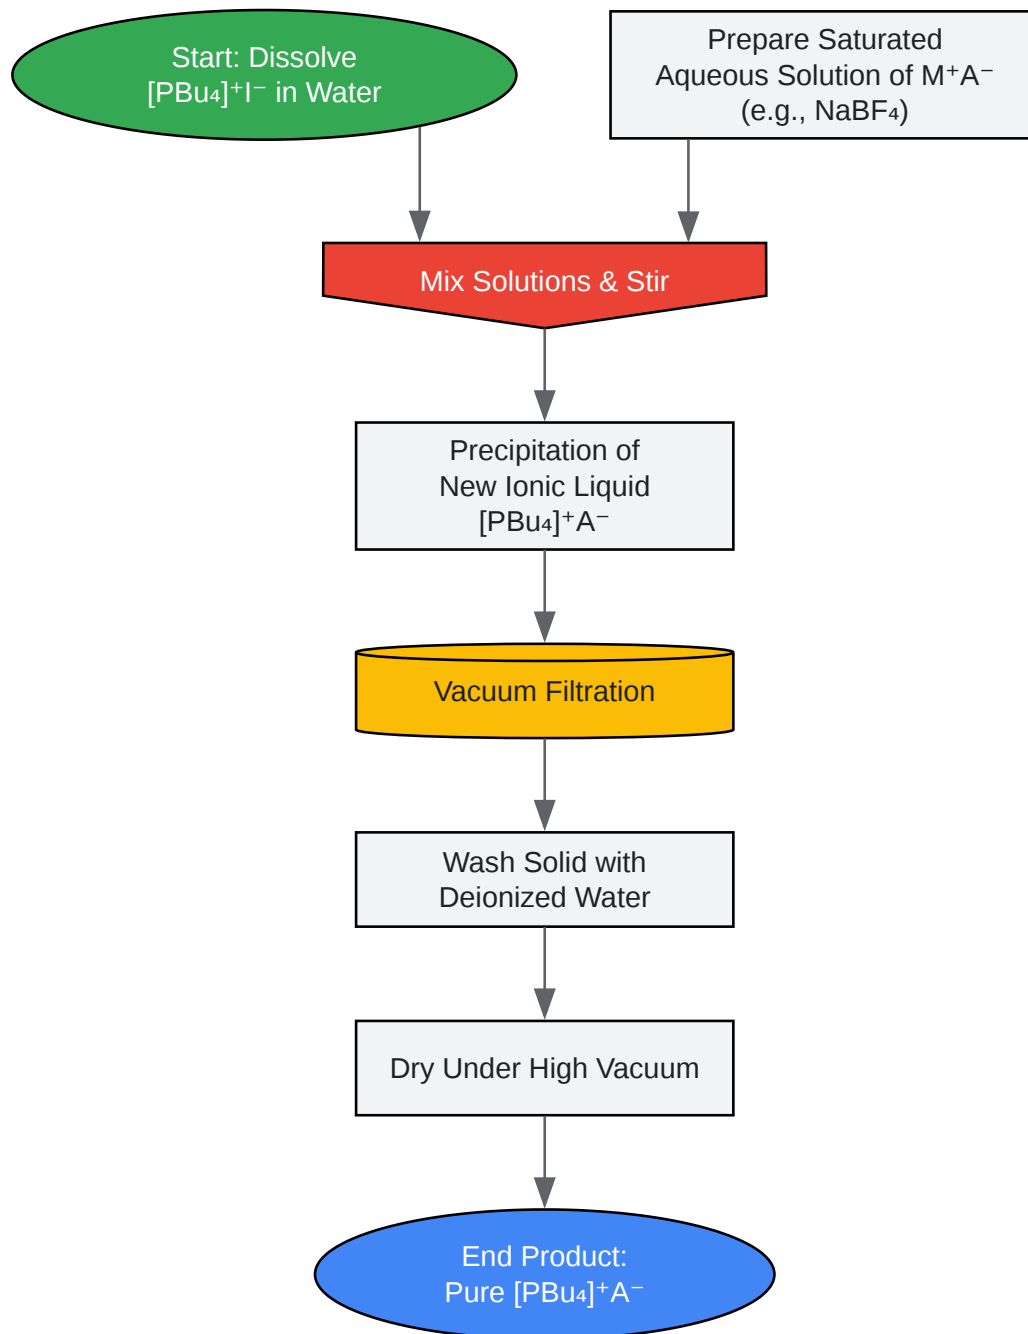 Start: Dissolve
[PBu₄]⁺I⁻ in Water
Prepare Saturated
Aqueous Solution of M⁺A⁻
(e.g., NaBF₄)
Mix Solutions & Stir
Precipitation of
New Ionic Liquid
[PBu₄]⁺A⁻
Vacuum Filtration
Wash Solid with
Deionized Water
Dry Under High Vacuum
End Product:
Pure [PBu₄]⁺A⁻